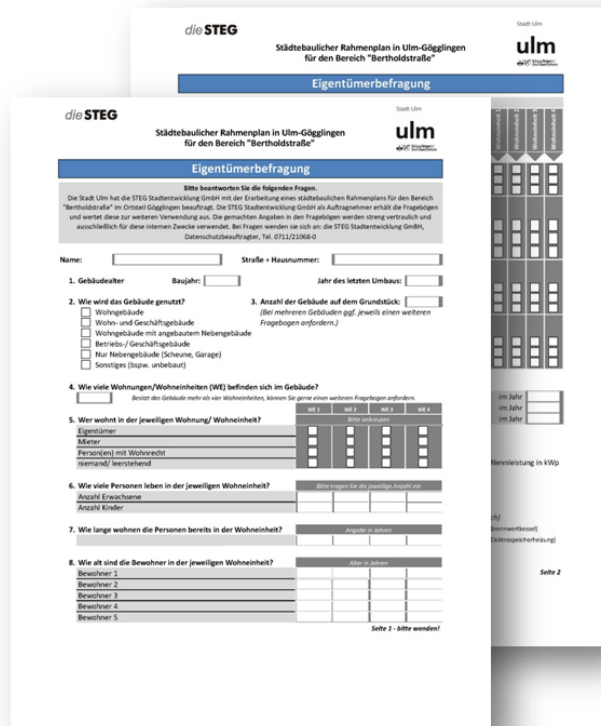 Stadt Ulm
die STEG
ulm
Städtebaulicher Rahmenplan in Ulm-Gögglingen
für den Bereich "Bertholdstraße"
Eigentümerbefragung
Wohneinheit 1
Wohneinheit 2
Wohneinheit 3
Wohneinheit 4
im Jahr
im Jahr
im Jahr
Nennleistung in kWp
Brennwertkessel)
Elektrospeicherheizung)
Seite 2
Stadt Ulm
die STEG
ulm
Städtebaulicher Rahmenplan in Ulm-Gögglingen
für den Bereich "Bertholdstraße"
Eigentümerbefragung
Bitte beantworten Sie die folgenden Fragen.
Die Stadt Ulm hat die STEG Stadtentwicklung GmbH mit der Erarbeitung eines städtebaulichen Rahmenplans für den Bereich
"Bertholdstraße" im Ortsteil Gögglingen beauftragt. Die STEG Stadtentwicklung GmbH als Auftragnehmer erhält die Fragebögen
und wertet diese zur weiteren Verwendung aus. Die gemachten Angaben in den Fragebögen werden streng vertraulich und
ausschließlich für diese internen Zwecke verwendet. Bei Fragen wenden sie sich an: die STEG Stadtentwicklung GmBH,
Datenschutzbeauftragter, Tel. 0711/21068-0
Name: Straße + Hausnummer:
1. Gebäudealter Baujahr: Jahr des letzten Umbaus:
2. Wie wird das Gebäude genutzt? 3. Anzahl der Gebäude auf dem Grundstück:
Wohngebäude (Bei mehreren Gebäuden ggf. jeweils einen weiteren
Wohn- und Geschäftsgebäude Fragebogen anfordern.)
Wohngebäude mit angebautem Nebengebäude
Betriebs-/ Geschäftsgebäude
Nur Nebengebäude (Scheune, Garage)
Sonstiges (bspw. unbebaut)
4. Wie viele Wohnungen/Wohneinheiten (WE) befinden sich im Gebäude?
Besitzt das Gebäude mehr als vier Wohneinheiten, können Sie gerne einen weiteren Fragebogen anfordern.
WE 1 WE 2 WE 3 WE 4
5. Wer wohnt in der jeweiligen Wohnung/ Wohneinheit? Bitte ankreuzen
Eigentümer
Mieter
Person(en) mit Wohnrecht
niemand/ leerstehend
6. Wie viele Personen leben in der jeweiligen Wohneinheit? Bitte tragen Sie die jeweilige Anzahl ein
Anzahl Erwachsene
Anzahl Kinder
7. Wie lange wohnen die Personen bereits in der Wohneinheit? Angabe in Jahren
8. Wie alt sind die Bewohner in der jeweiligen Wohneinheit? Alter in Jahren
Bewohner 1
Bewohner 2
Bewohner 3
Bewohner 4
Bewohner 5
Seite 1 - bitte wenden!